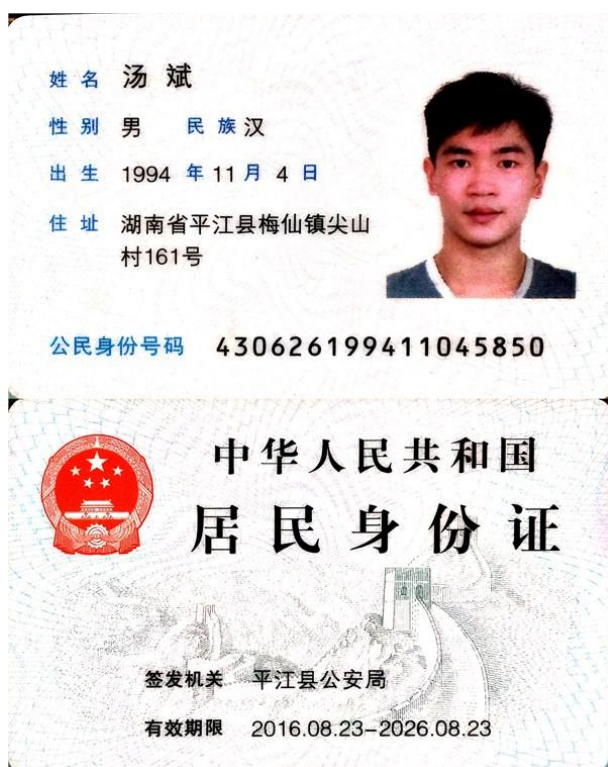 姓名 汤斌
性别 男 民族 汉
出生 1994 年 11 月 4 日
住址 湖南省平江县梅仙镇尖山
村161号
公民身份号码 430626199411045850
中华人民共和国
居民身份证
签发机关 平江县公安局
有效期限 2016.08.23-2026.08.23